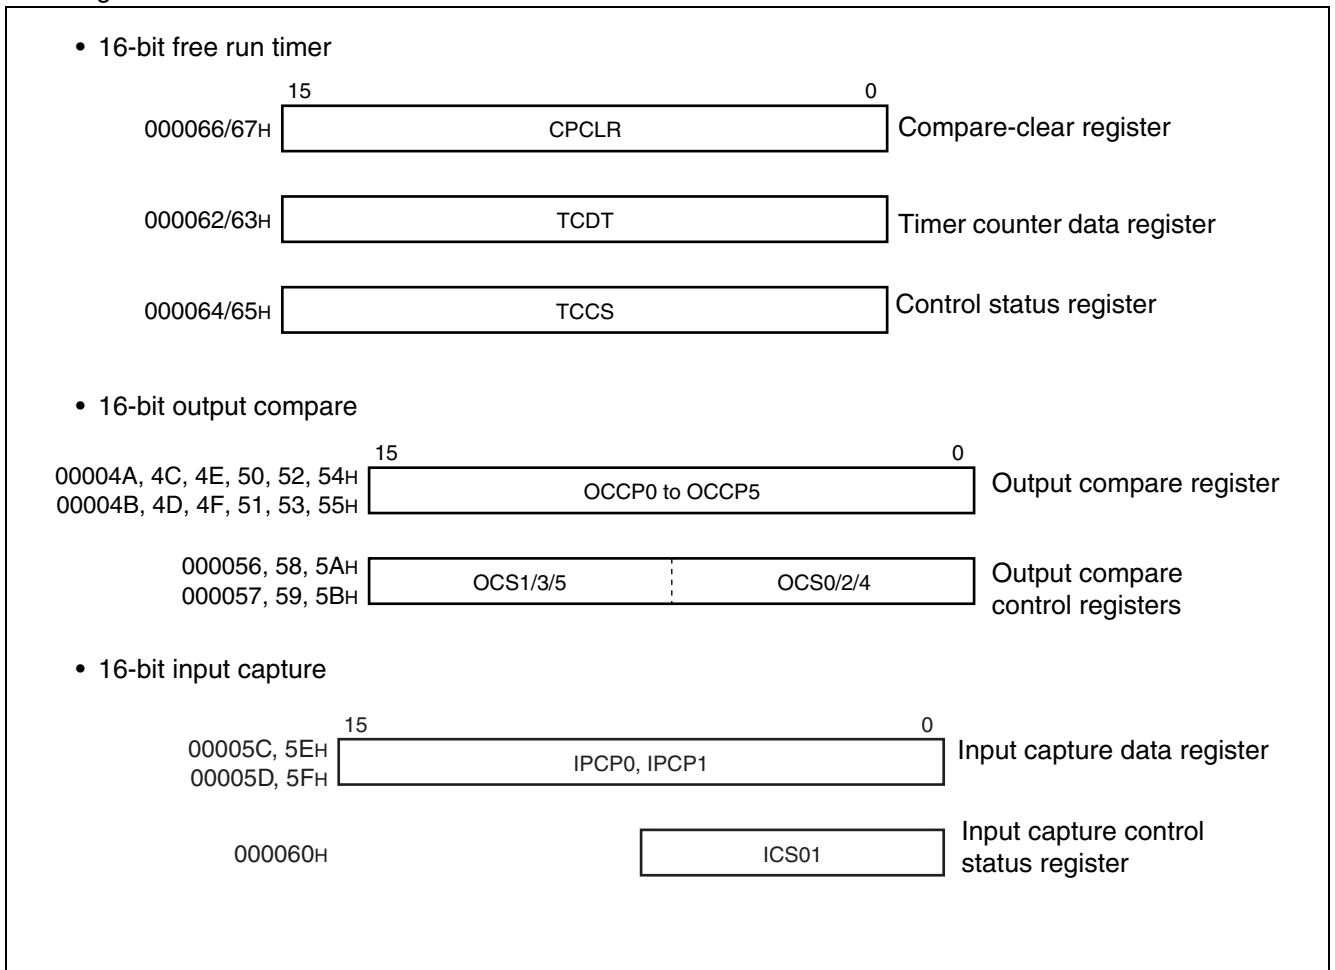 • 16-bit free run timer
15 0
000066/67H CPCLR Compare-clear register
000062/63H TCDT Timer counter data register
000064/65H TCCS Control status register
• 16-bit output compare
15 0
00004A, 4C, 4E, 50, 52, 54H
00004B, 4D, 4F, 51, 53, 55H
OCCP0 to OCCP5
Output compare register
000056, 58, 5AH
000057, 59, 5BH
OCS1/3/5 OCS0/2/4
Output compare
control registers
• 16-bit input capture
15 0
00005C, 5EH
00005D, 5FH
IPCP0, IPCP1
Input capture data register
000060H
ICS01
Input capture control
status register